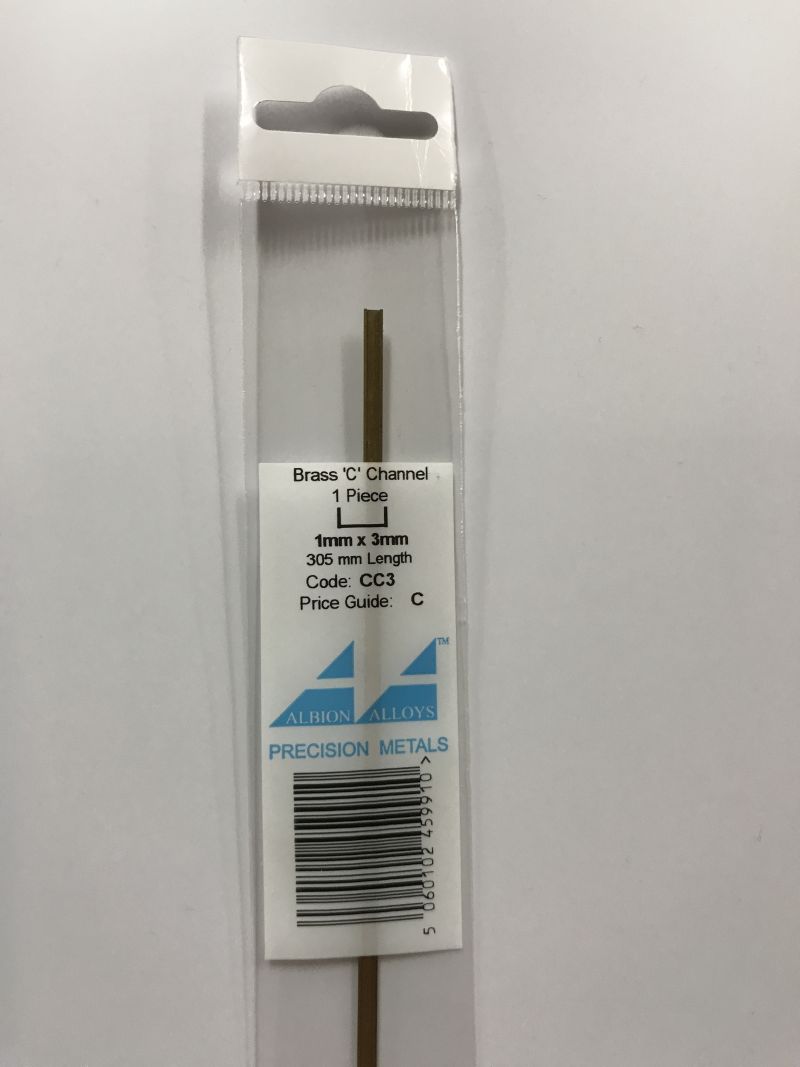 Brass 'C' Channel
1 Piece
1mm x 3mm
305 mm Length
Code: CC3
Price Guide: C
TM
ALBION ALLOYS
PRECISION METALS
5 060102 459910 >